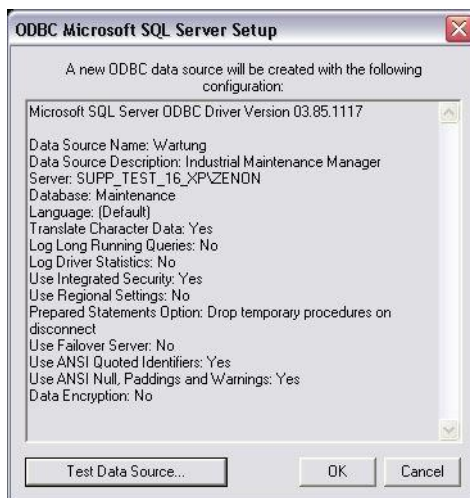 ODBC Microsoft SQL Server Setup
A new ODBC data source will be created with the following
configuration:
Microsoft SQL Server ODBC Driver Version 03.85.1117
Data Source Name: Wartung
Data Source Description: Industrial Maintenance Manager
Server: SUPP_TEST_16_XP\ZENON
Database: Maintenance
Language: (Default)
Translate Character Data: Yes
Log Long Running Queries: No
Log Driver Statistics: No
Use Integrated Security: Yes
Use Regional Settings: No
Prepared Statements Option: Drop temporary procedures on
disconnect
Use Failover Server: No
Use ANSI Quoted Identifiers: Yes
Use ANSI Null, Paddings and Warnings: Yes
Data Encryption: No
Test Data Source... OK Cancel